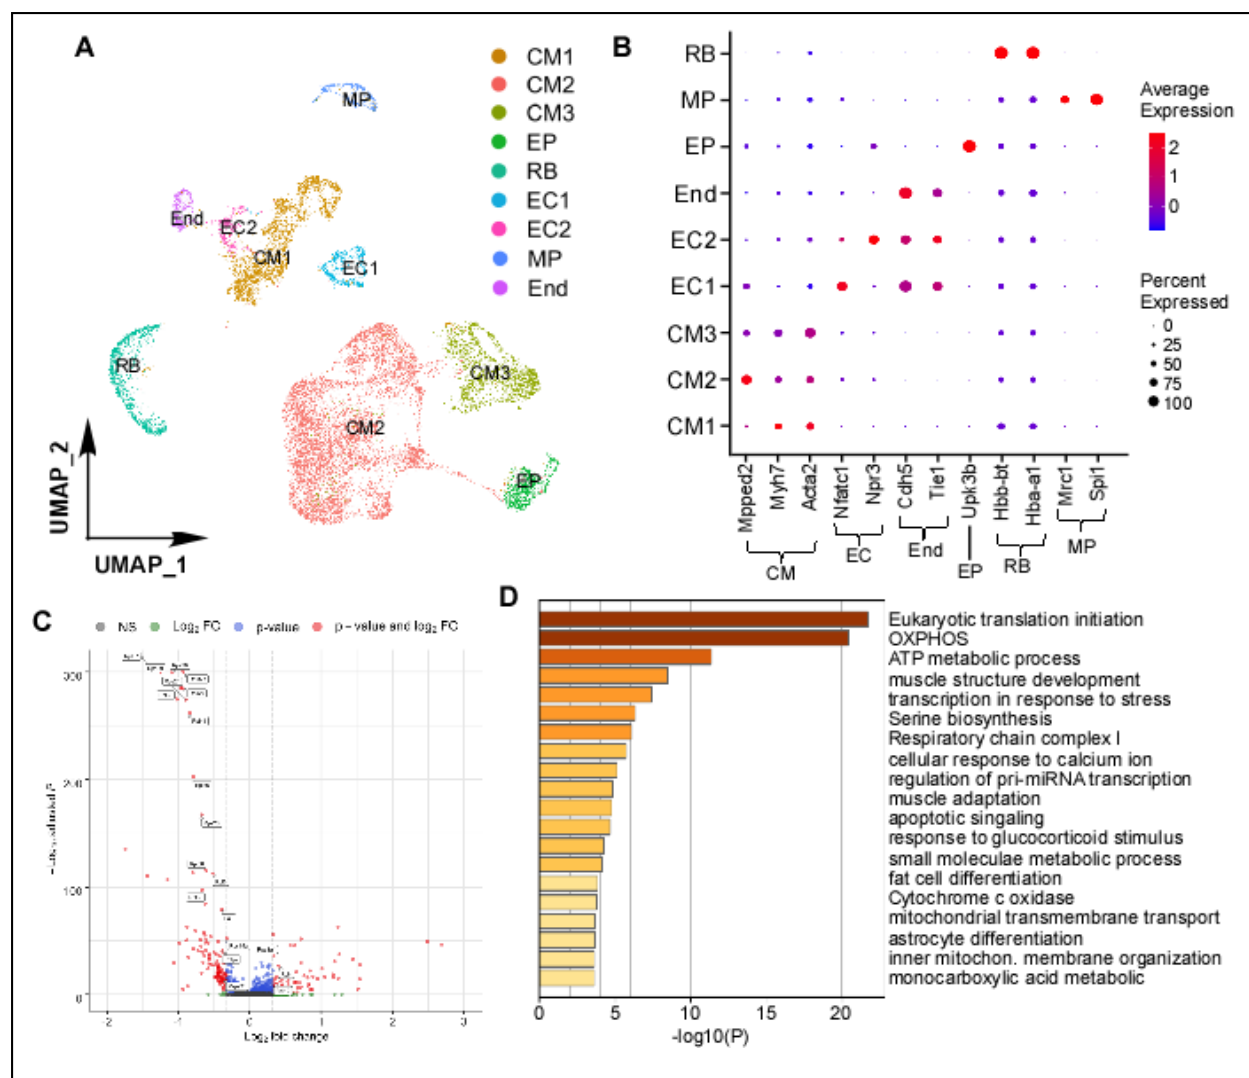 A
CM1
CM2
CM3
EP
RB
EC1
EC2
MP
End
MP
End
EC2
CM1
EC1
RB
CM3
CM2
EP
UMAP_2
UMAP_1
B
RB
MP
EP
End
EC2
EC1
CM3
CM2
CM1
Mpped2
Myh7
Acta2
Nfatc1
Npr3
Cdh5
Tie1
Upk3b
Hbb-bt
Hba-a1
Mrc1
Spi1
CM
EC
End
EP
RB
MP
Average
Expression
2
1
0
Percent
Expressed
0
25
50
75
100
C
NS
Log₂ FC
p-value
p – value and log₂ FC
300
200
100
0
-2
-1
0
1
2
3
Log₂ fold change
D
Eukaryotic translation initiation
OXPHOS
ATP metabolic process
muscle structure development
transcription in response to stress
Serine biosynthesis
Respiratory chain complex I
cellular response to calcium ion
regulation of pri-miRNA transcription
muscle adaptation
apoptotic singaling
response to glucocorticoid stimulus
small moleculae metabolic process
fat cell differentiation
Cytochrome c oxidase
mitochondrial transmembrane transport
astrocyte differentiation
inner mitochon. membrane organization
monocarboxylic acid metabolic
0
5
10
15
20
-log10(P)